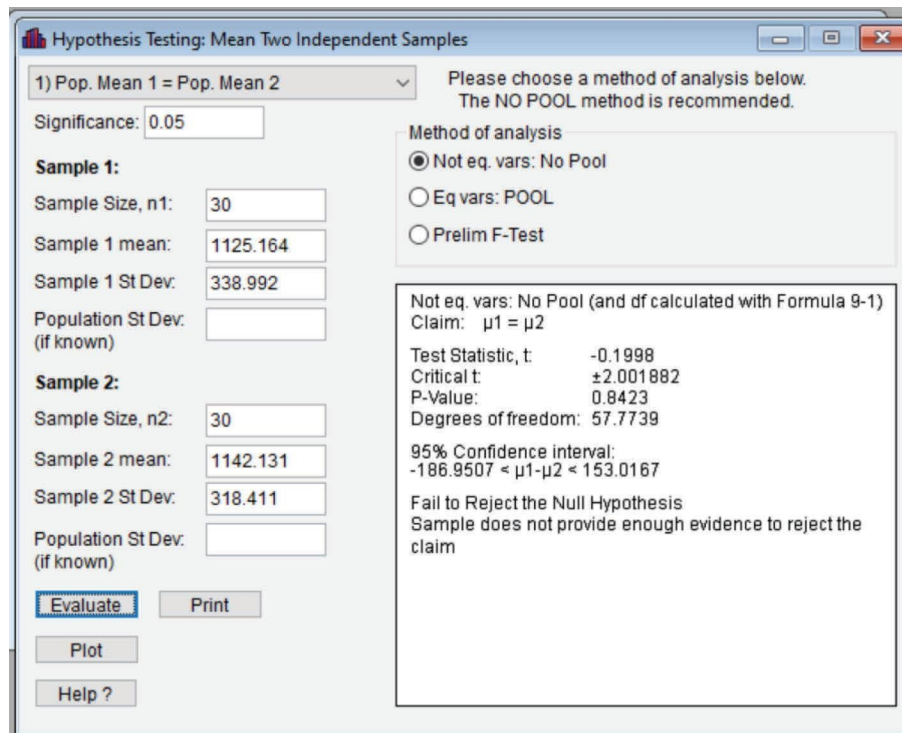 Hypothesis Testing: Mean Two Independent Samples
1) Pop. Mean 1 = Pop. Mean 2
Significance: 0.05
Sample 1:
Sample Size, n1: 30
Sample 1 mean: 1125.164
Sample 1 St Dev: 338.992
Population St Dev:
(if known)
Sample 2:
Sample Size, n2: 30
Sample 2 mean: 1142.131
Sample 2 St Dev: 318.411
Population St Dev:
(if known)
Evaluate Print
Plot
Help ?
Please choose a method of analysis below.
The NO POOL method is recommended.
Method of analysis
Not eq. vars: No Pool
Eq vars: POOL
Prelim F-Test
Not eq. vars: No Pool (and df calculated with Formula 9-1)
Claim: µ1 = µ2
Test Statistic, t: -0.1998
Critical t: ±2.001882
P-Value: 0.8423
Degrees of freedom: 57.7739
95% Confidence interval:
-186.9507 < µ1-µ2 < 153.0167
Fail to Reject the Null Hypothesis
Sample does not provide enough evidence to reject the
claim